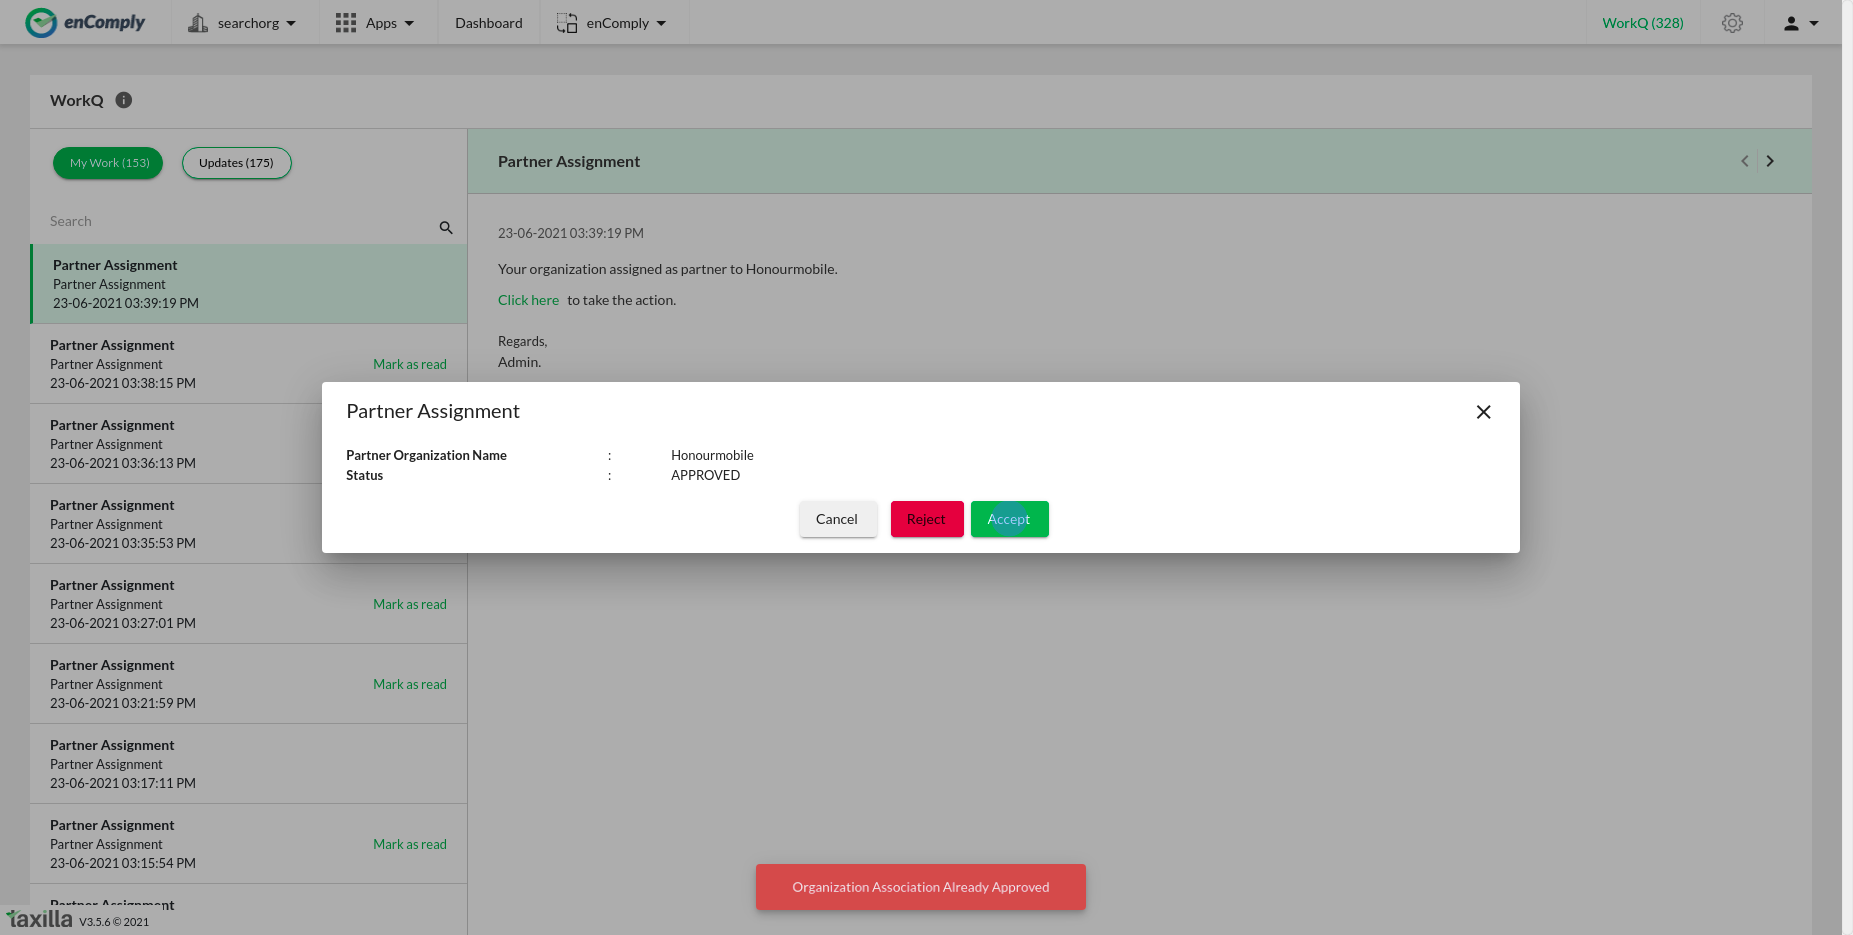 enComply searchorg Apps Dashboard enComply WorkQ (328)
WorkQ
My Work (153) Updates (175)
Search
Partner Assignment
Partner Assignment
23-06-2021 03:39:19 PM
Partner Assignment
Partner Assignment Mark as read
23-06-2021 03:38:15 PM
Partner Assignment
Partner Assignment
23-06-2021 03:36:13 PM
Partner Assignment
Partner Assignment
23-06-2021 03:35:53 PM
Partner Assignment
Partner Assignment Mark as read
23-06-2021 03:27:01 PM
Partner Assignment
Partner Assignment Mark as read
23-06-2021 03:21:59 PM
Partner Assignment
Partner Assignment
23-06-2021 03:17:11 PM
Partner Assignment
Partner Assignment Mark as read
23-06-2021 03:15:54 PM
Partner Assignment
Partner Assignment
23-06-2021 03:39:19 PM
Your organization assigned as partner to Honourmobile.
Click here to take the action.
Regards,
Admin.
Partner Assignment
Partner Organization Name : Honourmobile
Status : APPROVED
Cancel Reject Accept
Organization Association Already Approved
taxilla V3.5.6 © 2021